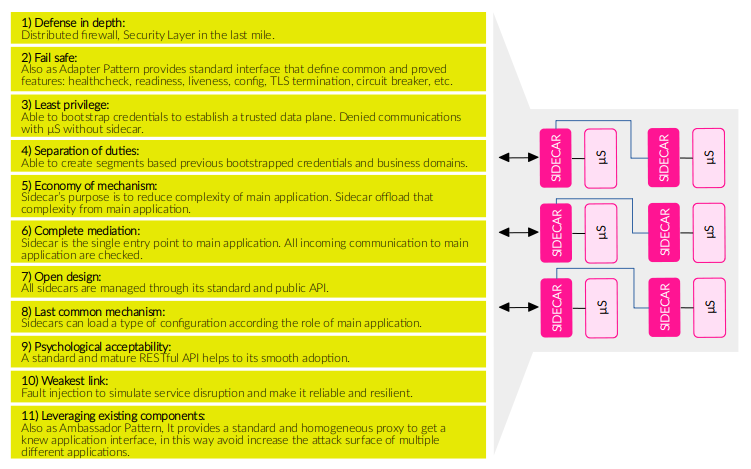 1) Defense in depth:
Distributed firewall, Security Layer in the last mile.
2) Fail safe:
Also as Adapter Pattern provides standard interface that define common and proved
features: healthcheck, readiness, liveness, config, TLS termination, circuit breaker, etc.
3) Least privilege:
Able to bootstrap credentials to establish a trusted data plane. Denied communications
with µS without sidecar.
4) Separation of duties:
Able to create segments based previous bootstrapped credentials and business domains.
5) Economy of mechanism:
Sidecar's purpose is to reduce complexity of main application. Sidecar offload that
complexity from main application.
6) Complete mediation:
Sidecar is the single entry point to main application. All incoming communication to main
application are checked.
7) Open design:
All sidecars are managed through its standard and public API.
8) Last common mechanism:
Sidecars can load a type of configuration according the role of main application.
9) Psychological acceptability:
A standard and mature RESTful API helps to its smooth adoption.
10) Weakest link:
Fault injection to simulate service disruption and make it reliable and resilient.
11) Leveraging existing components:
Also as Ambassador Pattern, It provides a standard and homogeneous proxy to get a
knew application interface, in this way avoid increase the attack surface of multiple
different applications.
SIDECAR
µS
SIDECAR
µS
SIDECAR
µS
SIDECAR
µS
SIDECAR
µS
SIDECAR
µS